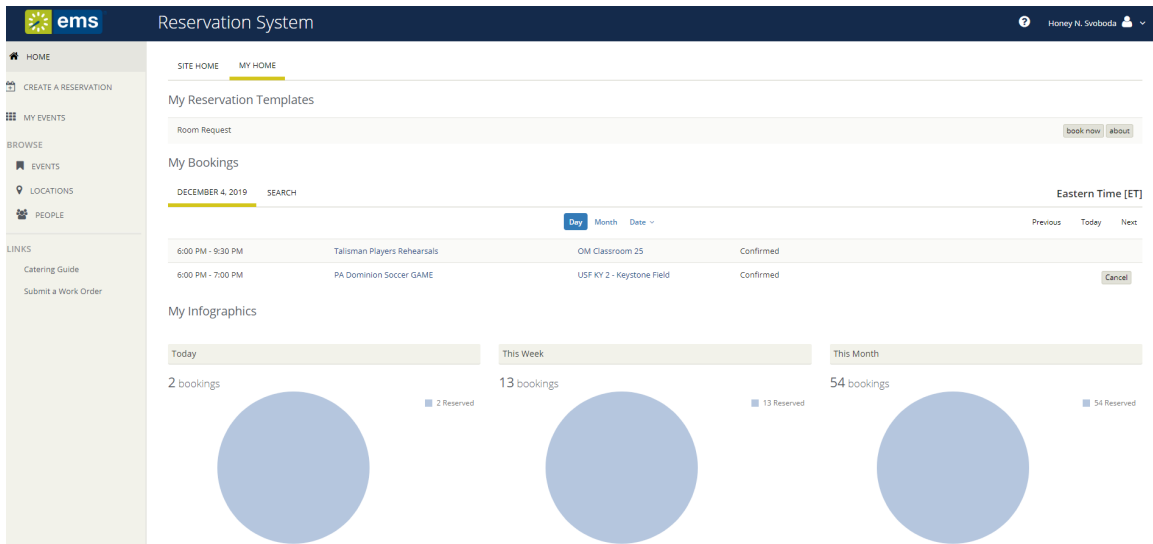 ems Reservation System Honey N. Svoboda
HOME
CREATE A RESERVATION
MY EVENTS
BROWSE
EVENTS
LOCATIONS
PEOPLE
LINKS
Catering Guide
Submit a Work Order
SITE HOME MY HOME
My Reservation Templates
Room Request book now about
My Bookings
DECEMBER 4, 2019 SEARCH Eastern Time [ET]
Day Month Date Previous Today Next
6:00 PM - 9:30 PM Talisman Players Rehearsals OM Classroom 25 Confirmed
6:00 PM - 7:00 PM PA Dominion Soccer GAME USF KY 2 - Keystone Field Confirmed Cancel
My Infographics
Today This Week This Month
2 bookings 13 bookings 54 bookings
2 Reserved 13 Reserved 54 Reserved